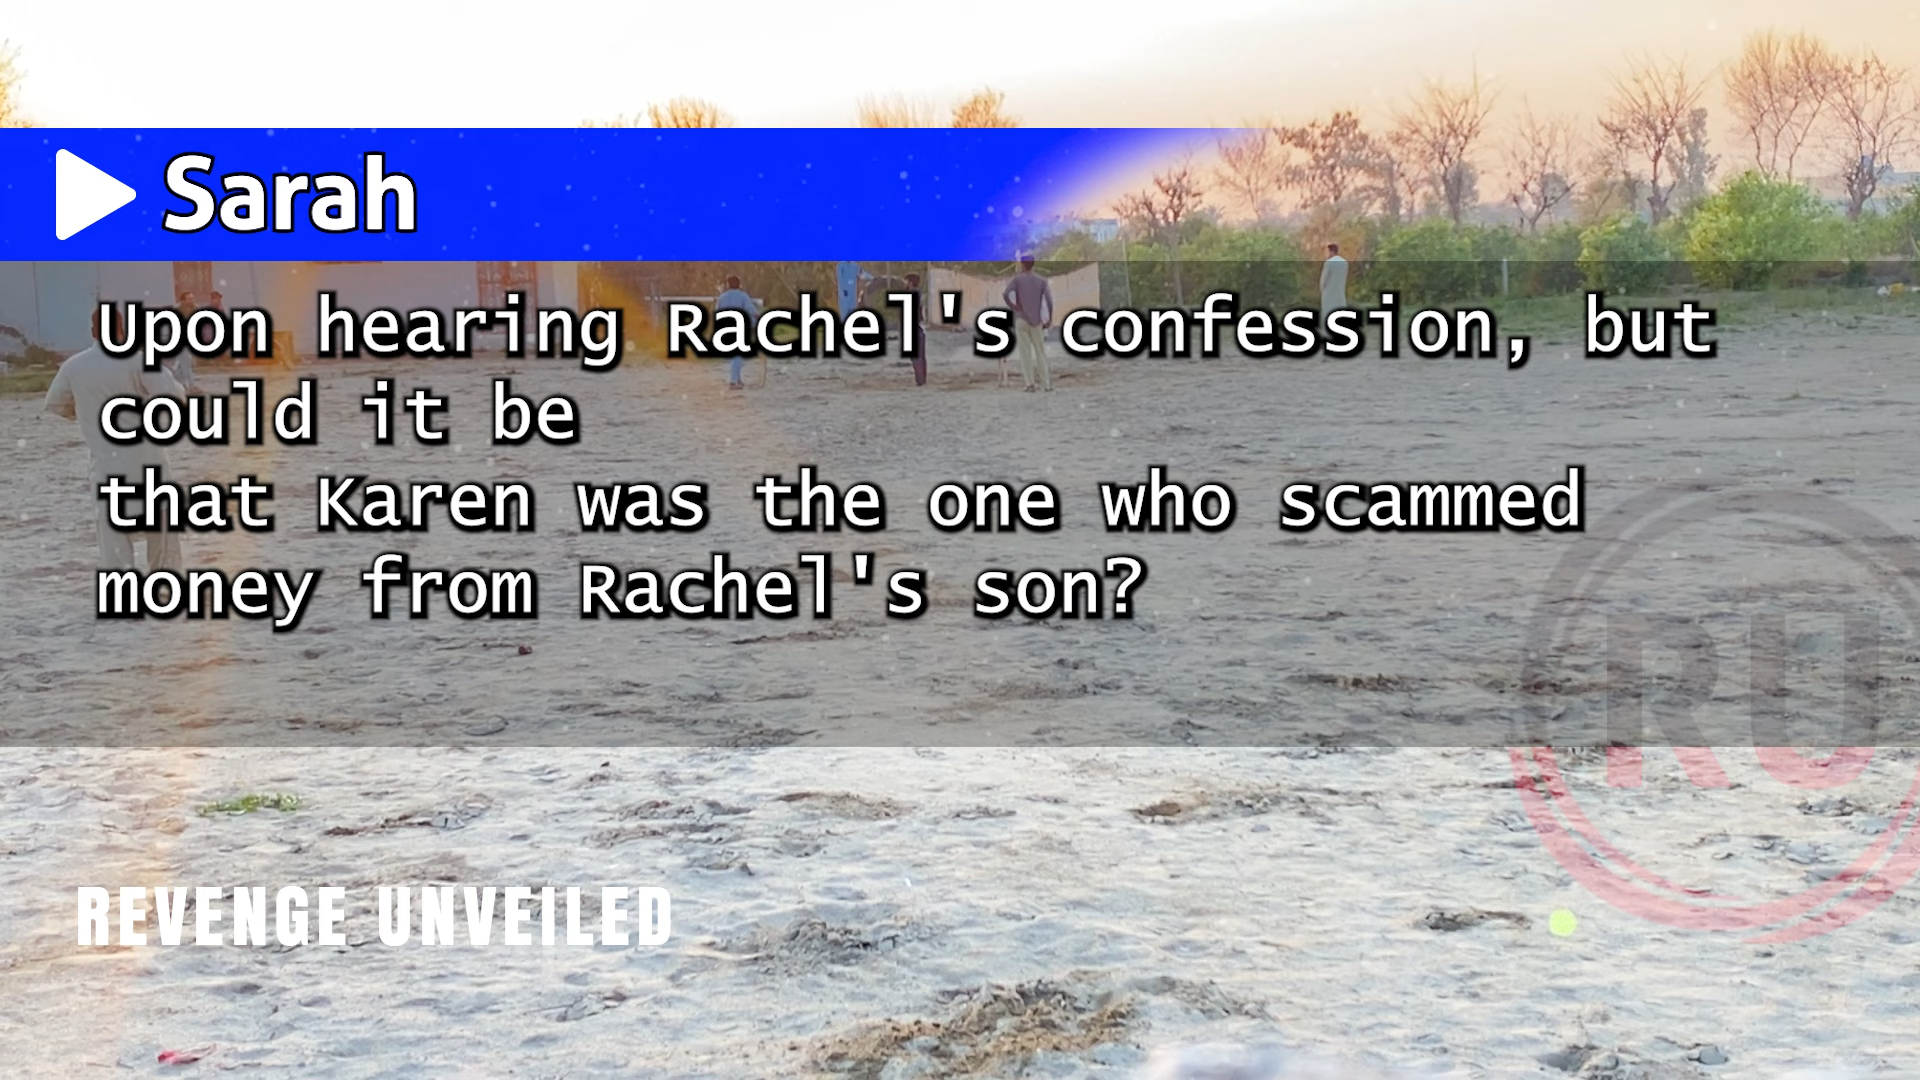 Sarah
Upon hearing Rachel's confession, but
could it be
that Karen was the one who scammed
money from Rachel's son?
RU
REVENGE UNVEILED